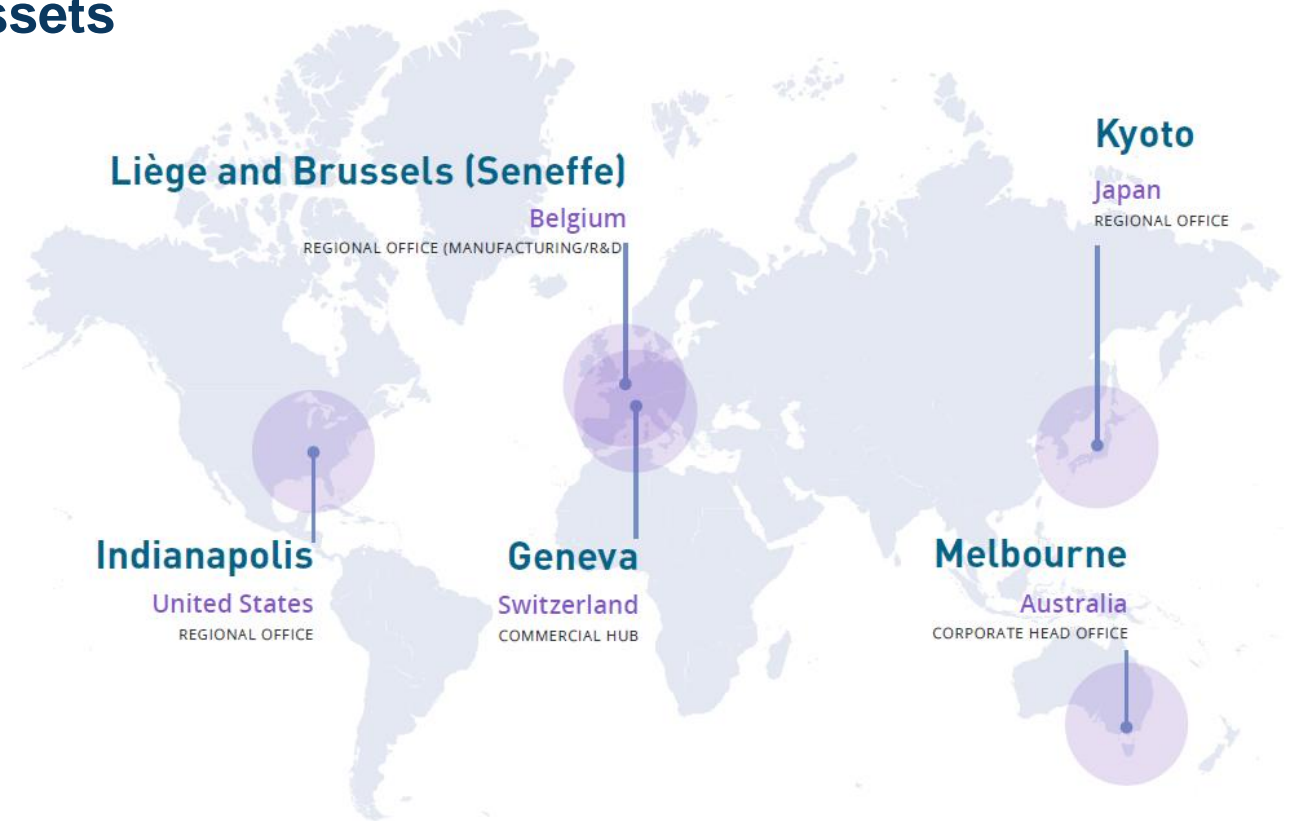 ssets
Liège and Brussels (Seneffe)
Belgium
REGIONAL OFFICE (MANUFACTURING/R&D
Kyoto
Japan
REGIONAL OFFICE
Indianapolis
United States
REGIONAL OFFICE
Geneva
Switzerland
COMMERCIAL HUB
Melbourne
Australia
CORPORATE HEAD OFFICE